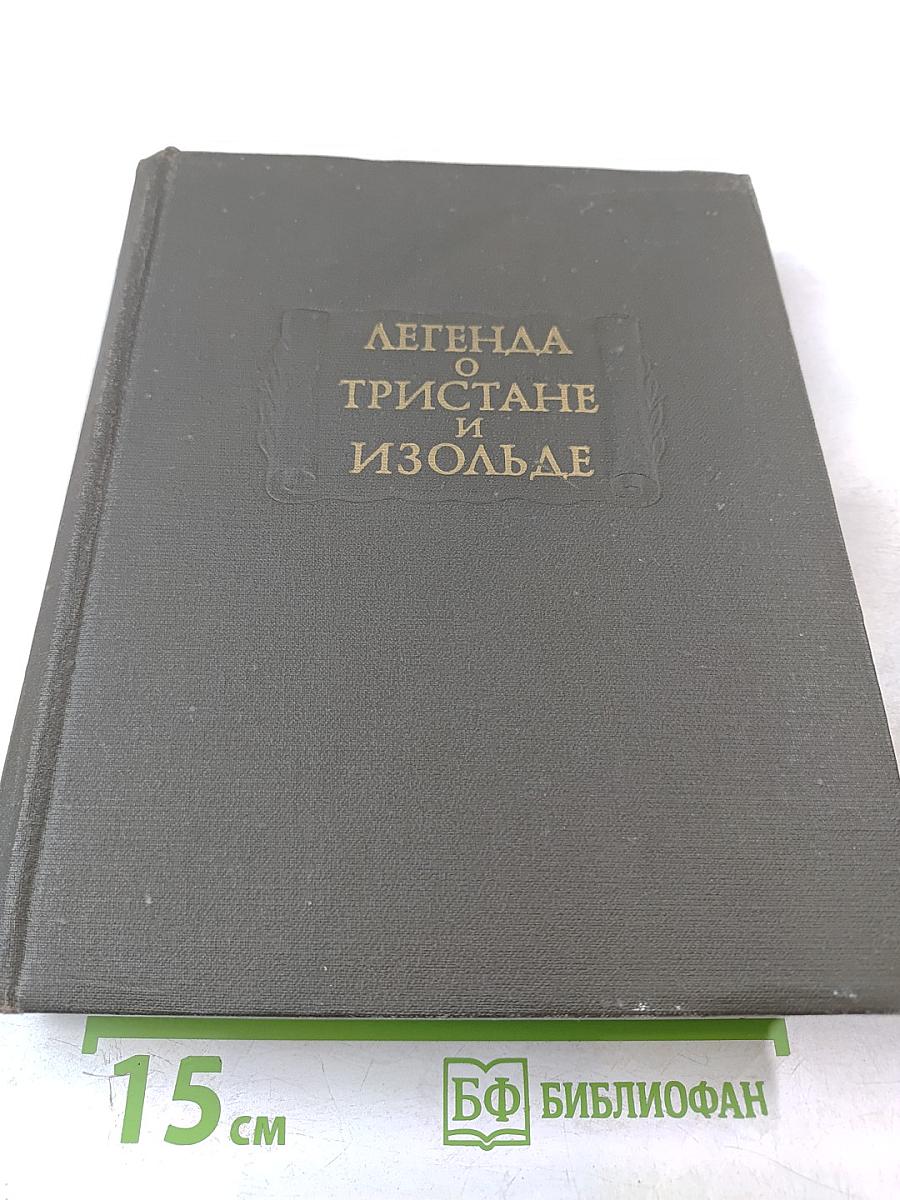 ЛЕГЕНДА
О
ТРИСТАНЕ
И
ИЗОЛЬДЕ
15 см
БФ БИБЛИОФАН